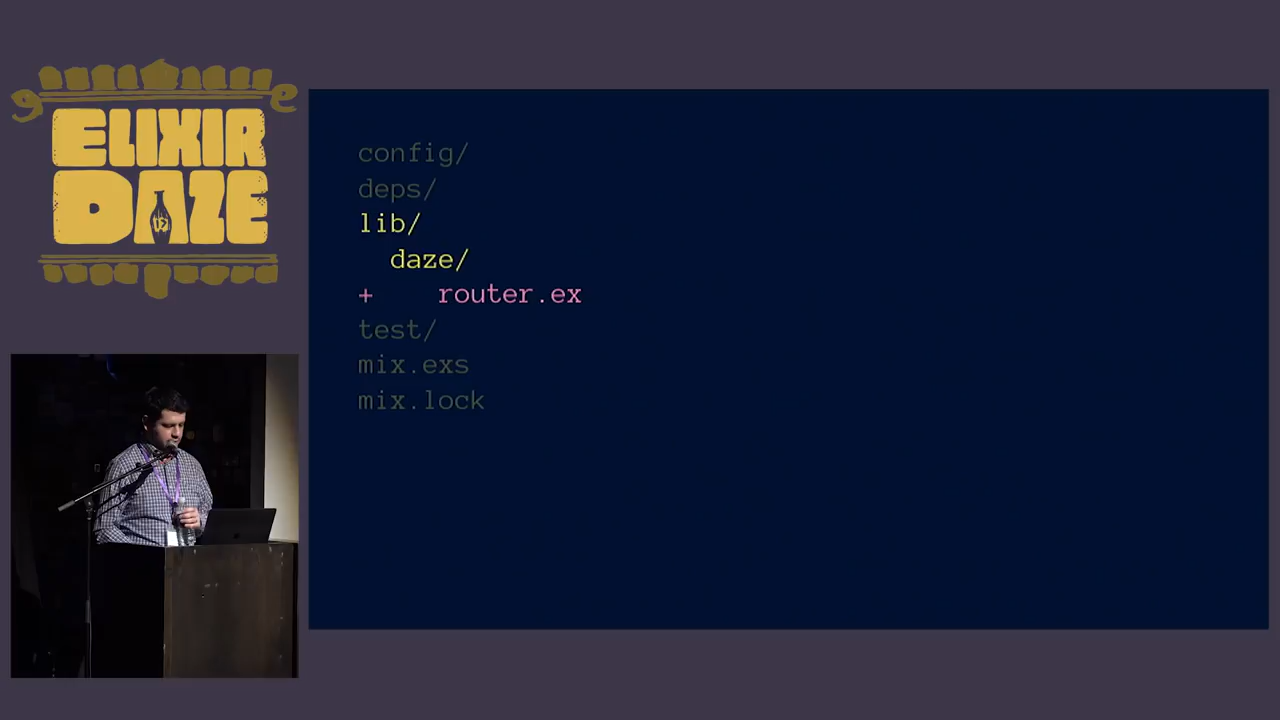 ELIXIR
DAZE
config/
deps/
lib/
daze/
+ router.ex
test/
mix.exs
mix.lock